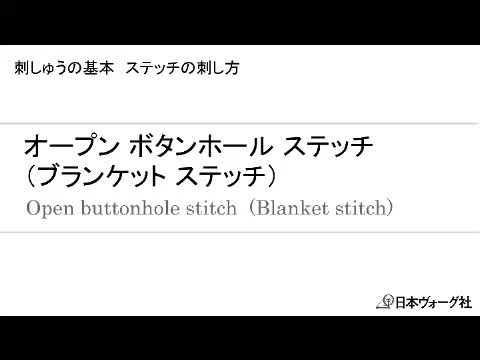 刺しゅうの基本 ステッチの刺し方
オープン ボタンホール ステッチ
（ブランケット ステッチ）
Open buttonhole stitch (Blanket stitch)
日本ヴォーグ社